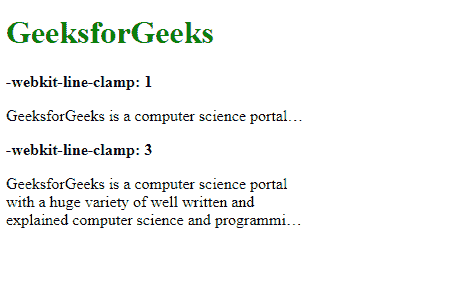 GeeksforGeeks
-webkit-line-clamp: 1
GeeksforGeeks is a computer science portal…
-webkit-line-clamp: 3
GeeksforGeeks is a computer science portal
with a huge variety of well written and
explained computer science and programmi…